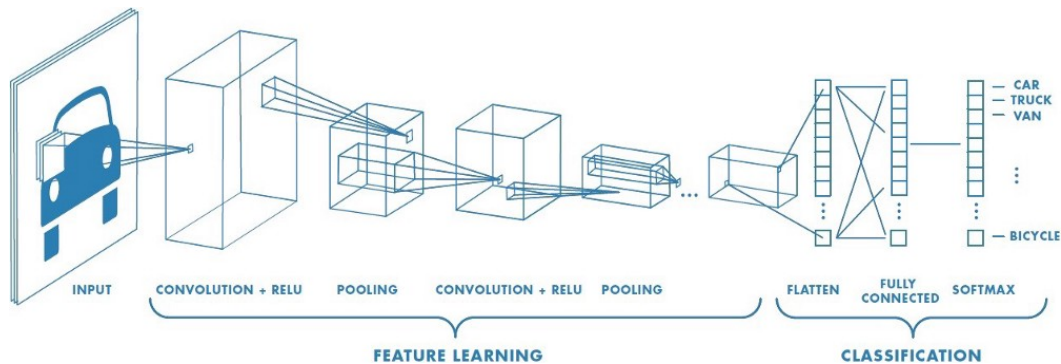 CAR
TRUCK
VAN
BICYCLE
INPUT
CONVOLUTION + RELU
POOLING
CONVOLUTION + RELU
POOLING
FLATTEN
FULLY
CONNECTED
SOFTMAX
FEATURE LEARNING
CLASSIFICATION